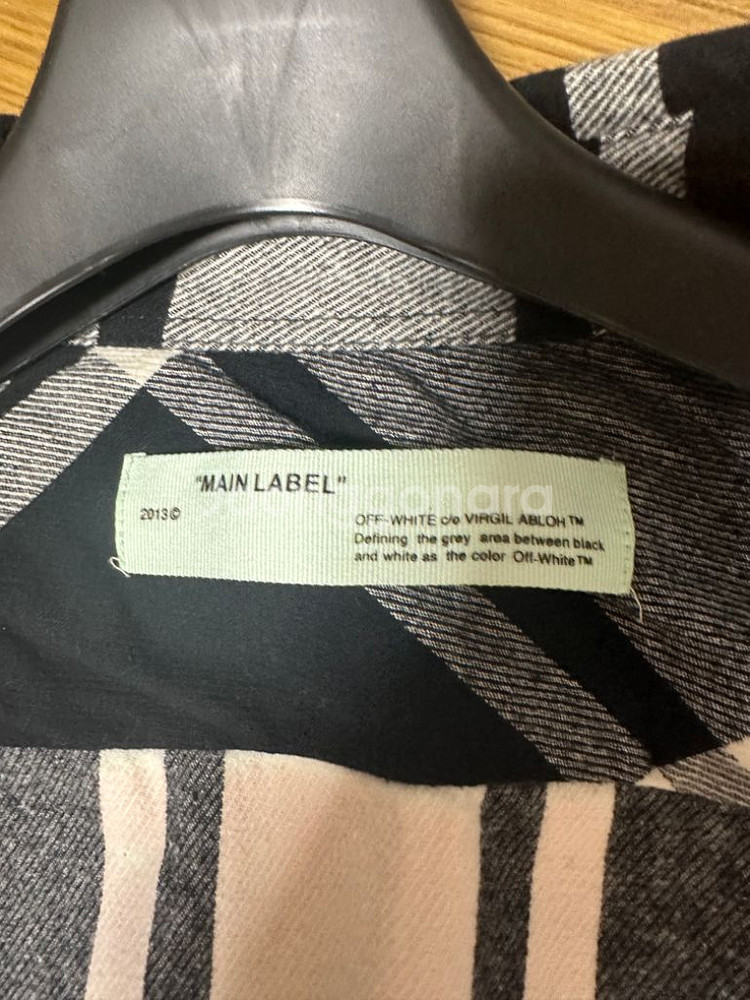 "MAIN LABEL"
2013©
OFF-WHITE c/o VIRGIL ABLOH™
Defining the grey area between black
and white as the color Off-White™